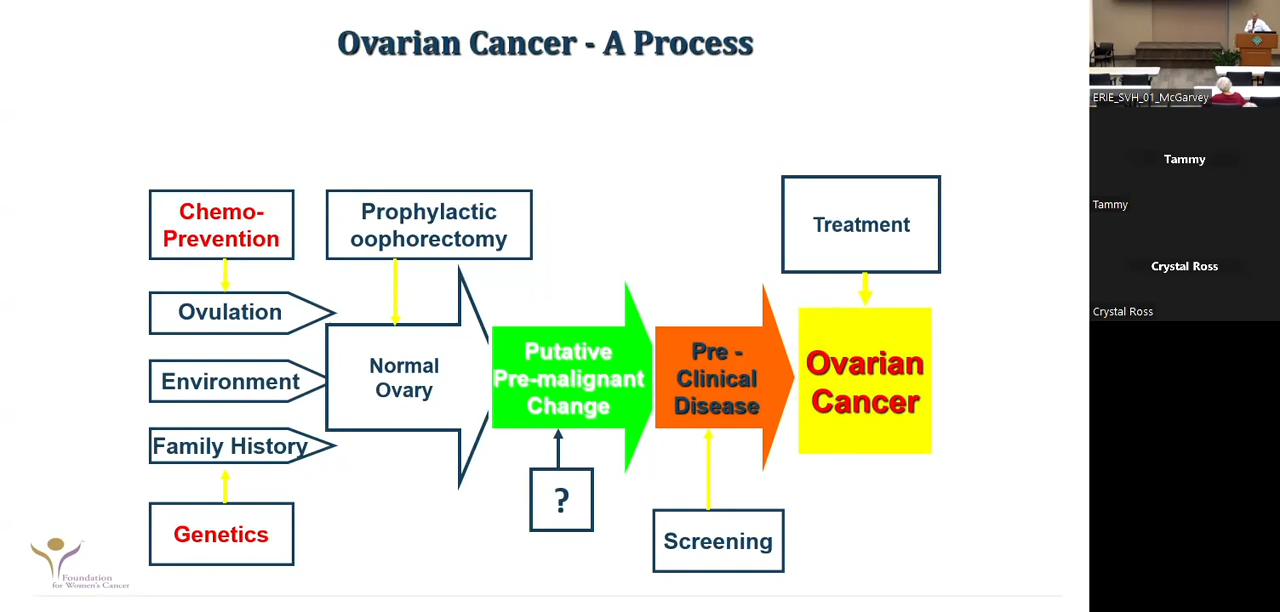 Ovarian Cancer - A Process
Chemo-
Prevention
Prophylactic
oophorectomy
Treatment
Ovulation
Environment
Family History
Normal
Ovary
Putative
Pre-malignant
Change
Pre -
Clinical
Disease
Ovarian
Cancer
?
Genetics
Screening
Foundation
for Women's Cancer
ERIE_SVH_01_McGarvey
Tammy
Tammy
Crystal Ross
Crystal Ross